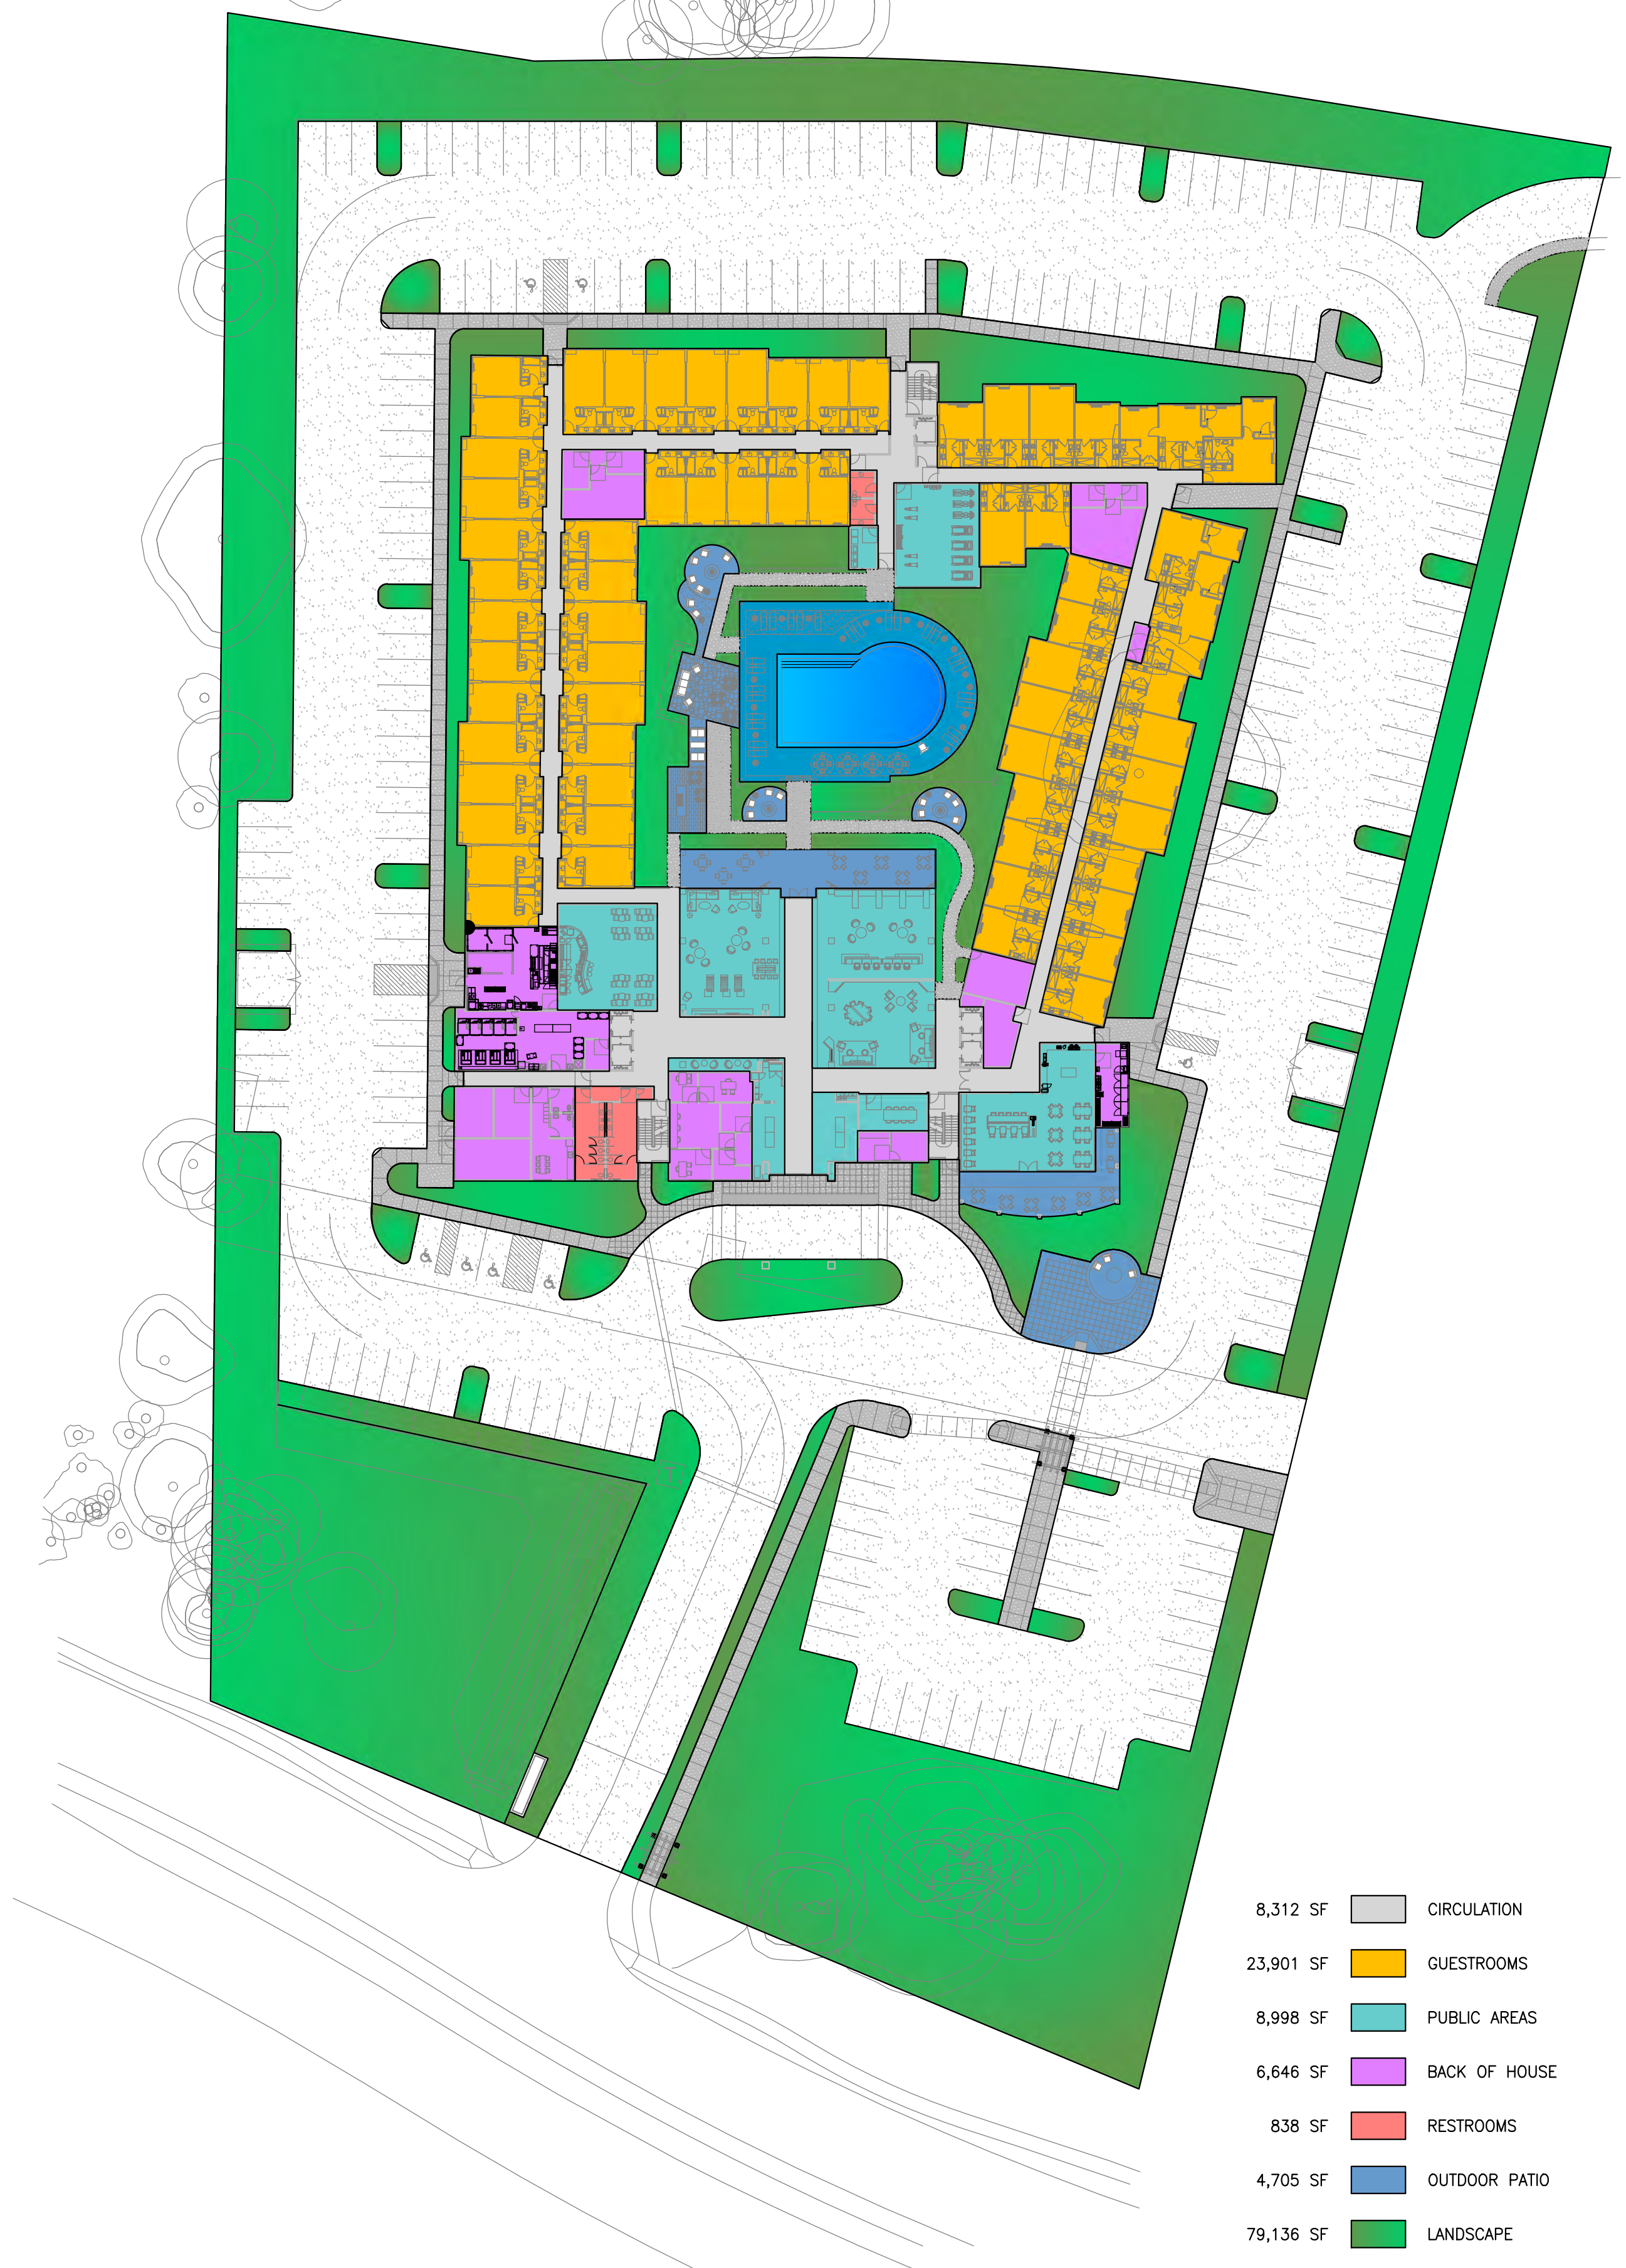 8,312 SF CIRCULATION
23,901 SF GUESTROOMS
8,998 SF PUBLIC AREAS
6,646 SF BACK OF HOUSE
838 SF RESTROOMS
4,705 SF OUTDOOR PATIO
79,136 SF LANDSCAPE